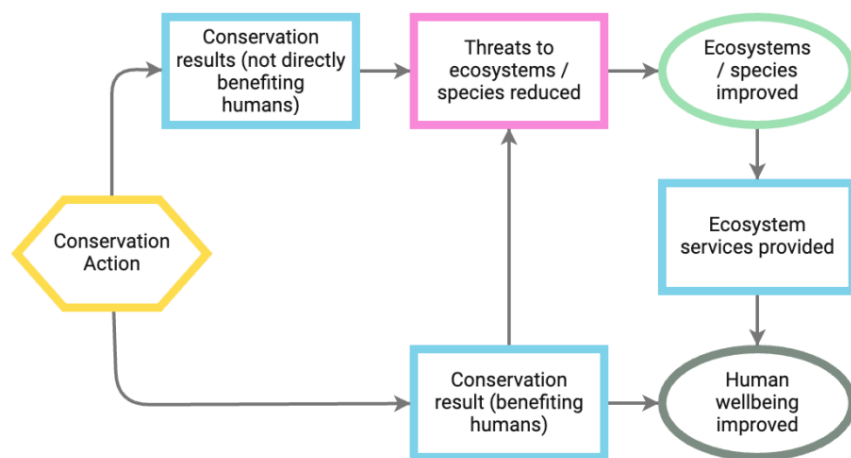 Conservation
results (not directly
benefiting
humans)
Threats to
ecosystems /
species reduced
Ecosystems
/ species
improved
Conservation
Action
Ecosystem
services provided
Conservation
result (benefiting
humans)
Human
wellbeing
improved